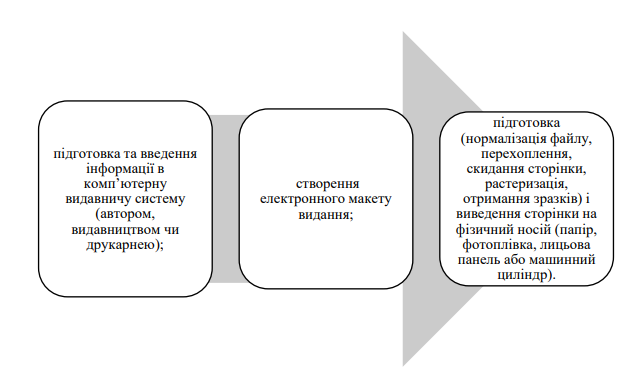 підготовка та введення
інформації в
комп’ютерну
видавничу систему
(автором,
видавництвом чи
друкарнею);
створення
електронного макету
видання;
підготовка
(нормалізація файлу,
перехоплення,
скидання сторінки,
растеризація,
отримання зразків) і
виведення сторінки на
фізичний носій (папір,
фотоплівка, лицьова
панель або машинний
циліндр).